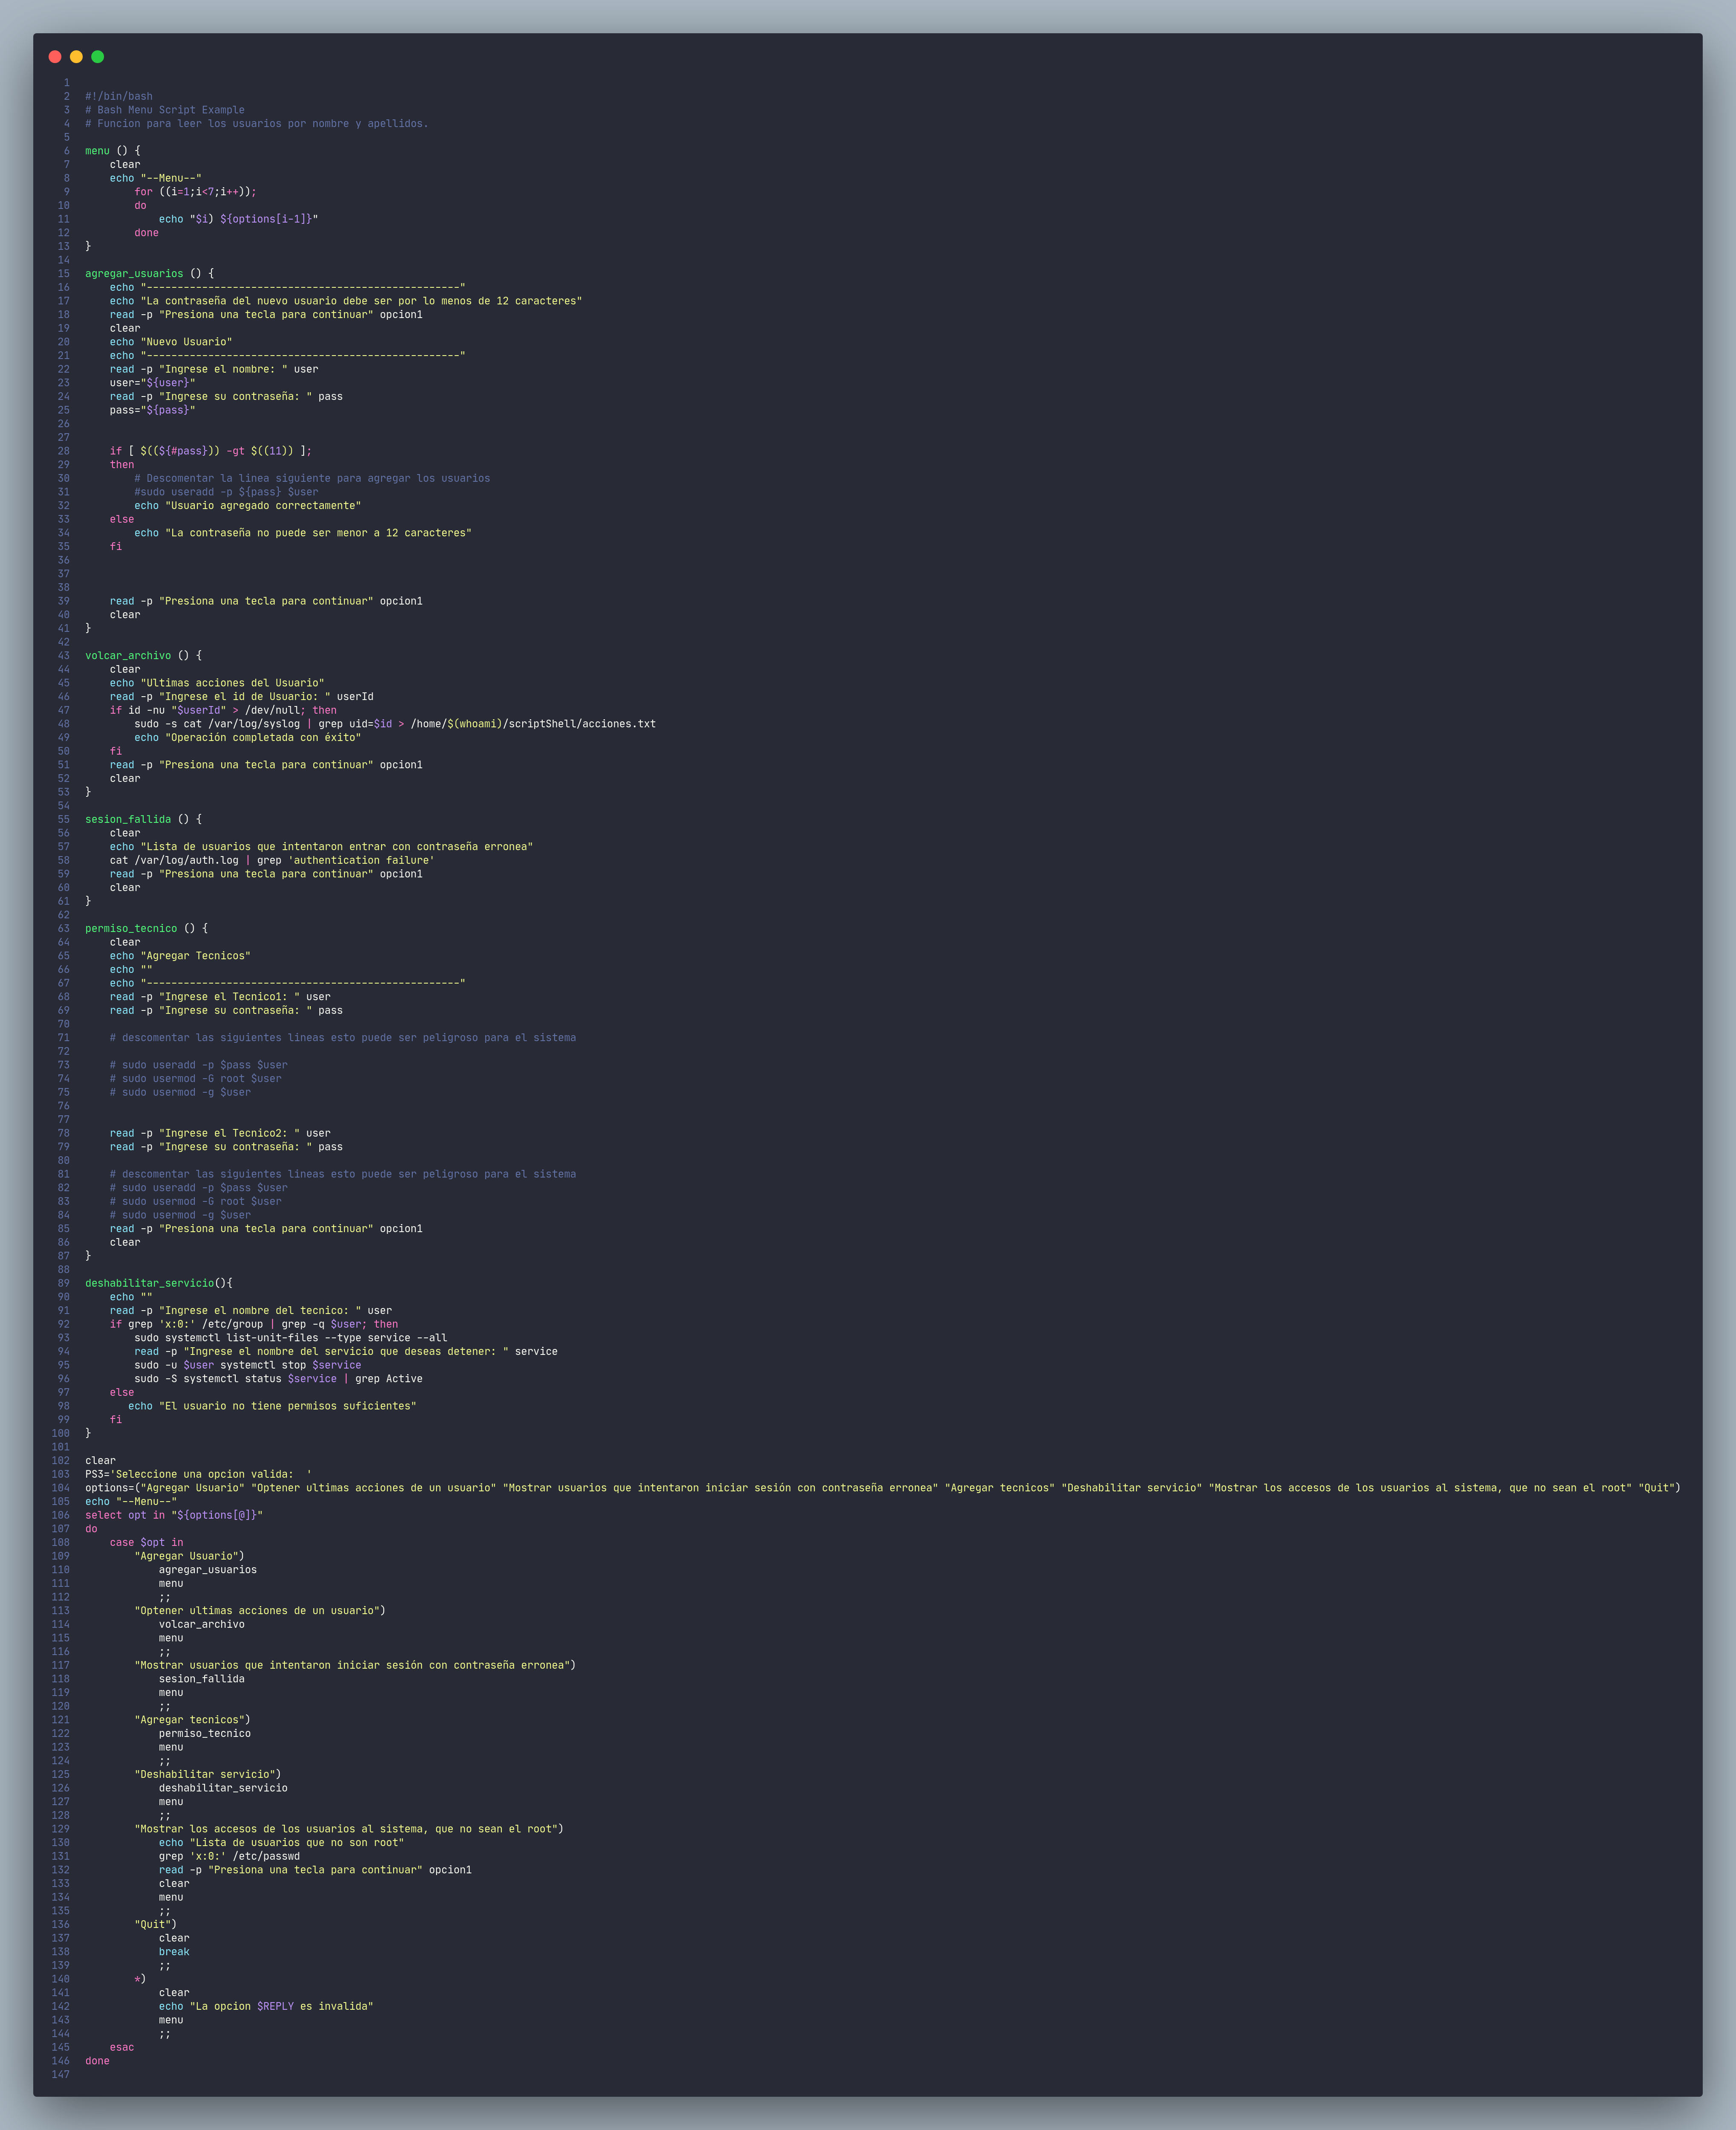 1
2 #!/bin/bash
3 # Bash Menu Script Example
4 # Funcion para leer los usuarios por nombre y apellidos.
5
6 menu () {
7     clear
8     echo "--Menu--"
9         for ((i=1;i<7;i++));
10         do
11             echo "$i) ${options[i-1]}"
12         done
13 }
14
15 agregar_usuarios () {
16     echo "---------------------------------------------------"
17     echo "La contraseña del nuevo usuario debe ser por lo menos de 12 caracteres"
18     read -p "Presiona una tecla para continuar" opcion1
19     clear
20     echo "Nuevo Usuario"
21     echo "---------------------------------------------------"
22     read -p "Ingrese el nombre: " user
23     user="${user}"
24     read -p "Ingrese su contraseña: " pass
25     pass="${pass}"
26
27
28     if [ $((${#pass})) -gt $((11)) ];
29     then
30         # Descomentar la linea siguiente para agregar los usuarios
31         #sudo useradd -p ${pass} $user
32         echo "Usuario agregado correctamente"
33     else
34         echo "La contraseña no puede ser menor a 12 caracteres"
35     fi
36
37
38
39     read -p "Presiona una tecla para continuar" opcion1
40     clear
41 }
42
43 volcar_archivo () {
44     clear
45     echo "Ultimas acciones del Usuario"
46     read -p "Ingrese el id de Usuario: " userId
47     if id -nu "$userId" > /dev/null; then
48         sudo -s cat /var/log/syslog | grep uid=$id > /home/$(whoami)/scriptShell/acciones.txt
49         echo "Operación completada con éxito"
50     fi
51     read -p "Presiona una tecla para continuar" opcion1
52     clear
53 }
54
55 sesion_fallida () {
56     clear
57     echo "Lista de usuarios que intentaron entrar con contraseña erronea"
58     cat /var/log/auth.log | grep 'authentication failure'
59     read -p "Presiona una tecla para continuar" opcion1
60     clear
61 }
62
63 permiso_tecnico () {
64     clear
65     echo "Agregar Tecnicos"
66     echo ""
67     echo "---------------------------------------------------"
68     read -p "Ingrese el Tecnico1: " user
69     read -p "Ingrese su contraseña: " pass
70
71     # descomentar las siguientes lineas esto puede ser peligroso para el sistema
72
73     # sudo useradd -p $pass $user
74     # sudo usermod -G root $user
75     # sudo usermod -g $user
76
77
78     read -p "Ingrese el Tecnico2: " user
79     read -p "Ingrese su contraseña: " pass
80
81     # descomentar las siguientes lineas esto puede ser peligroso para el sistema
82     # sudo useradd -p $pass $user
83     # sudo usermod -G root $user
84     # sudo usermod -g $user
85     read -p "Presiona una tecla para continuar" opcion1
86     clear
87 }
88
89 deshabilitar_servicio(){
90     echo ""
91     read -p "Ingrese el nombre del tecnico: " user
92     if grep 'x:0:' /etc/group | grep -q $user; then
93         sudo systemctl list-unit-files --type service --all
94         read -p "Ingrese el nombre del servicio que deseas detener: " service
95         sudo -u $user systemctl stop $service
96         sudo -S systemctl status $service | grep Active
97     else
98        echo "El usuario no tiene permisos suficientes"
99     fi
100 }
101
102 clear
103 PS3='Seleccione una opcion valida:  '
104 options=("Agregar Usuario" "Optener ultimas acciones de un usuario" "Mostrar usuarios que intentaron iniciar sesión con contraseña erronea" "Agregar tecnicos" "Deshabilitar servicio" "Mostrar los accesos de los usuarios al sistema, que no sean el root" "Quit")
105 echo "--Menu--"
106 select opt in "${options[@]}"
107 do
108     case $opt in
109         "Agregar Usuario")
110             agregar_usuarios
111             menu
112             ;;
113         "Optener ultimas acciones de un usuario")
114             volcar_archivo
115             menu
116             ;;
117         "Mostrar usuarios que intentaron iniciar sesión con contraseña erronea")
118             sesion_fallida
119             menu
120             ;;
121         "Agregar tecnicos")
122             permiso_tecnico
123             menu
124             ;;
125         "Deshabilitar servicio")
126             deshabilitar_servicio
127             menu
128             ;;
129         "Mostrar los accesos de los usuarios al sistema, que no sean el root")
130             echo "Lista de usuarios que no son root"
131             grep 'x:0:' /etc/passwd
132             read -p "Presiona una tecla para continuar" opcion1
133             clear
134             menu
135             ;;
136         "Quit")
137             clear
138             break
139             ;;
140         *)
141             clear
142             echo "La opcion $REPLY es invalida"
143             menu
144             ;;
145     esac
146 done
147